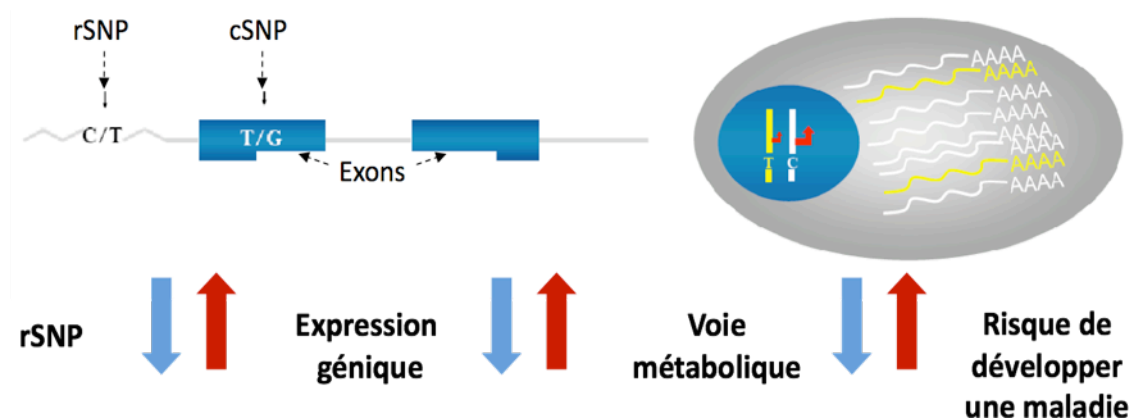 rSNP
cSNP
C/T
T/G
Exons
T
C
AAAA
AAAA
AAAA
AAAA
AAAA
AAAA
AAAA
AAAA
rSNP
Expression
génique
Voie
métabolique
Risque de
développer
une maladie